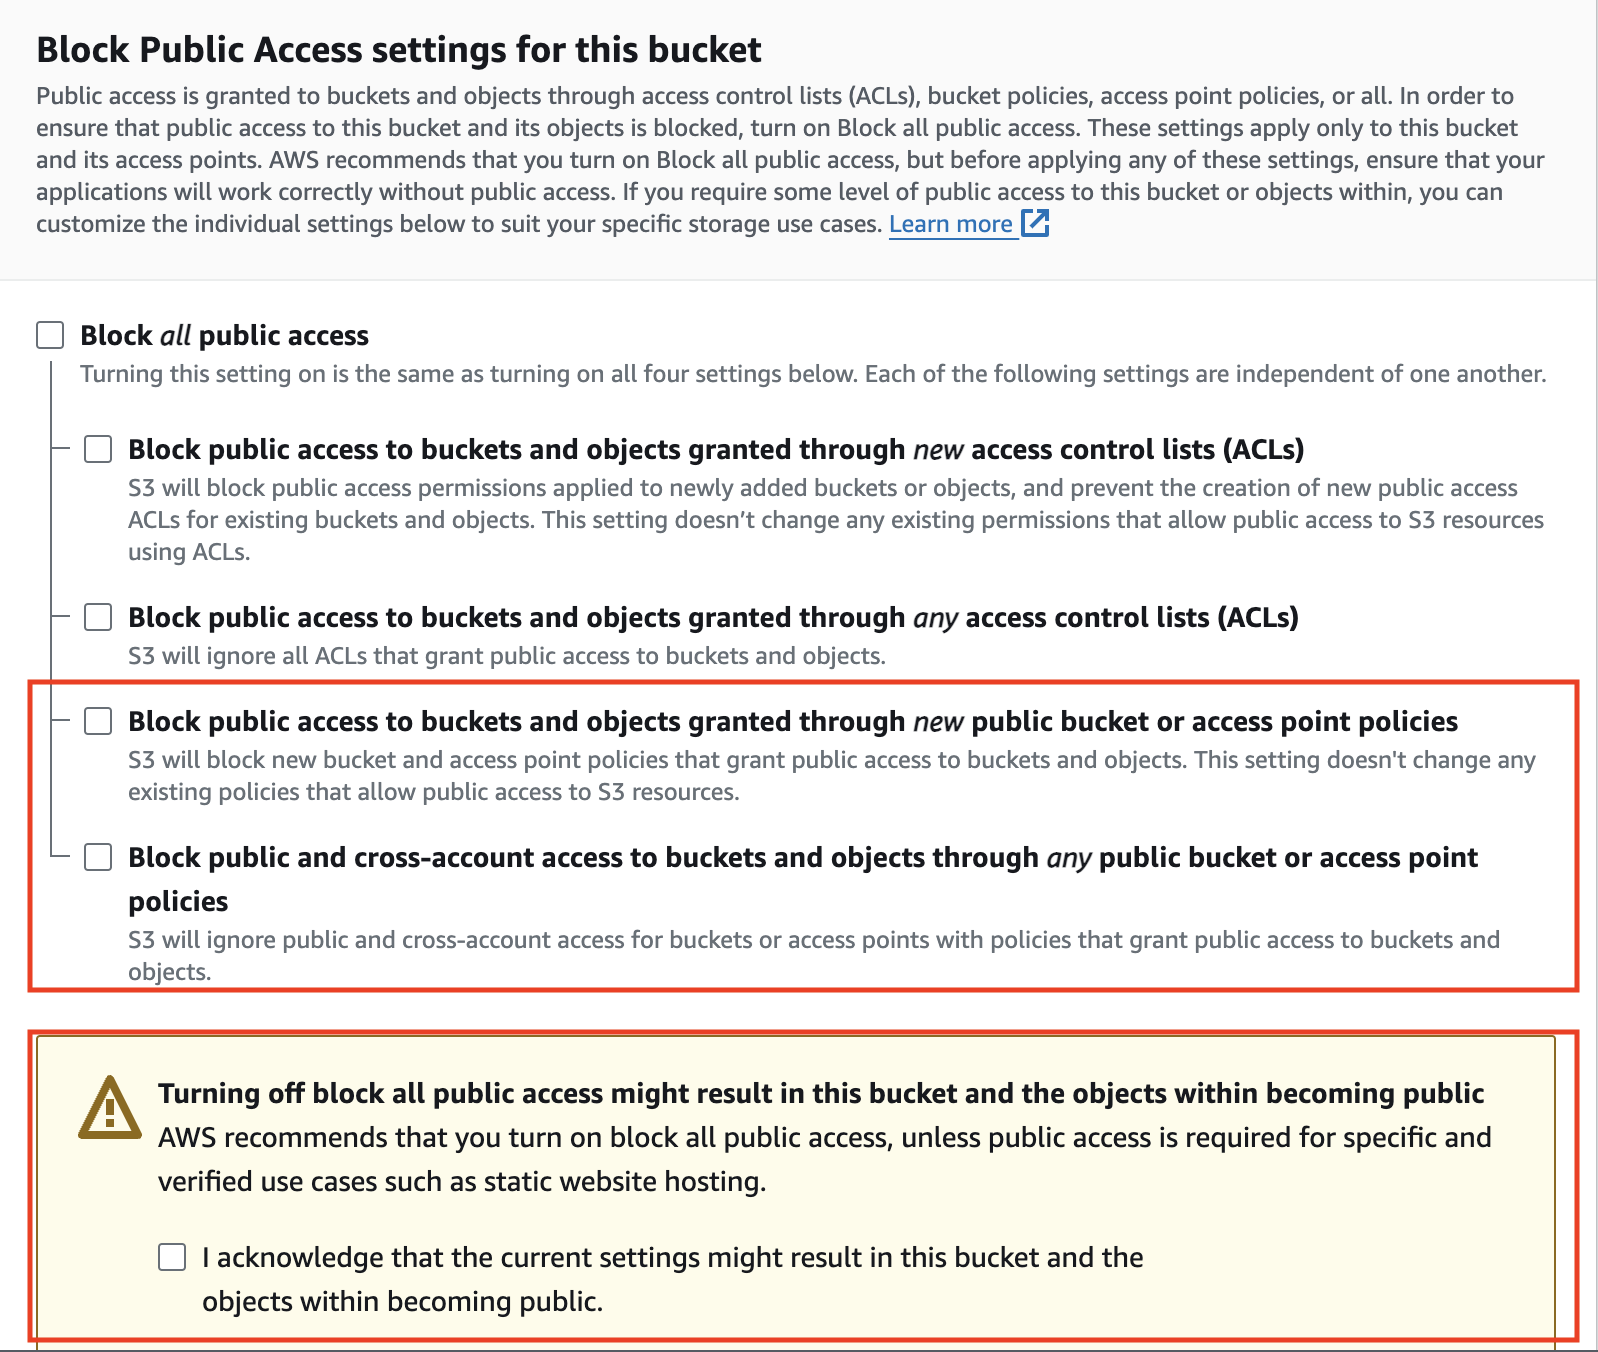 Block Public Access settings for this bucket
Public access is granted to buckets and objects through access control lists (ACLs), bucket policies, access point policies, or all. In order to
ensure that public access to this bucket and its objects is blocked, turn on Block all public access. These settings apply only to this bucket
and its access points. AWS recommends that you turn on Block all public access, but before applying any of these settings, ensure that your
applications will work correctly without public access. If you require some level of public access to this bucket or objects within, you can
customize the individual settings below to suit your specific storage use cases. Learn more
Block all public access
Turning this setting on is the same as turning on all four settings below. Each of the following settings are independent of one another.
Block public access to buckets and objects granted through new access control lists (ACLs)
S3 will block public access permissions applied to newly added buckets or objects, and prevent the creation of new public access
ACLs for existing buckets and objects. This setting doesn’t change any existing permissions that allow public access to S3 resources
using ACLs.
Block public access to buckets and objects granted through any access control lists (ACLs)
S3 will ignore all ACLs that grant public access to buckets and objects.
Block public access to buckets and objects granted through new public bucket or access point policies
S3 will block new bucket and access point policies that grant public access to buckets and objects. This setting doesn't change any
existing policies that allow public access to S3 resources.
Block public and cross-account access to buckets and objects through any public bucket or access point
policies
S3 will ignore public and cross-account access for buckets or access points with policies that grant public access to buckets and
objects.
Turning off block all public access might result in this bucket and the objects within becoming public
AWS recommends that you turn on block all public access, unless public access is required for specific and
verified use cases such as static website hosting.
I acknowledge that the current settings might result in this bucket and the
objects within becoming public.